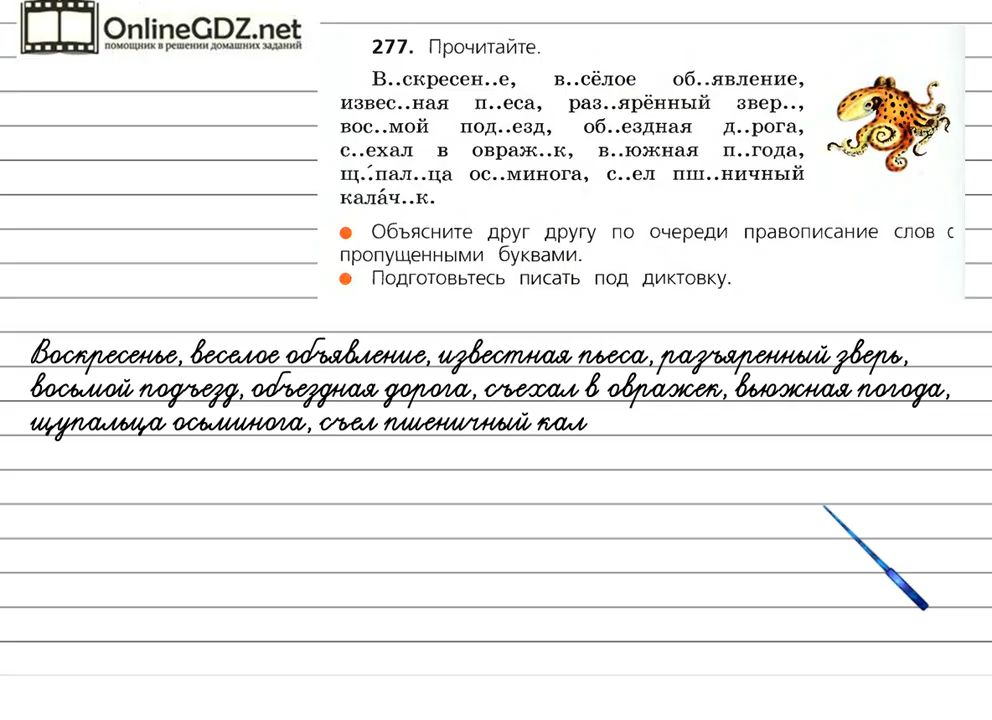 OnlineGDZ.net
помощник в решении домашних заданий
277. Прочитайте.
В..скресен..е, в..сёлое об..явление,
извес..ная п..еса, раз..ярённый звер..,
вос..мой под..езд, об..ездная д..рога,
с..ехал в овраж..к, в..южная п..года,
щ..́пал..ца ос..минога, с..ел пш..ничный
кала́ч..к.
Объясните друг другу по очереди правописание слов с
пропущенными буквами.
Подготовьтесь писать под диктовку.
Воскресенье, веселое объявление, известная пьеса, разъяренный зверь,
восьмой подъезд, объездная дорога, съехал в овражек, вьюжная погода,
щупальца осьминога, съел пшеничный кал